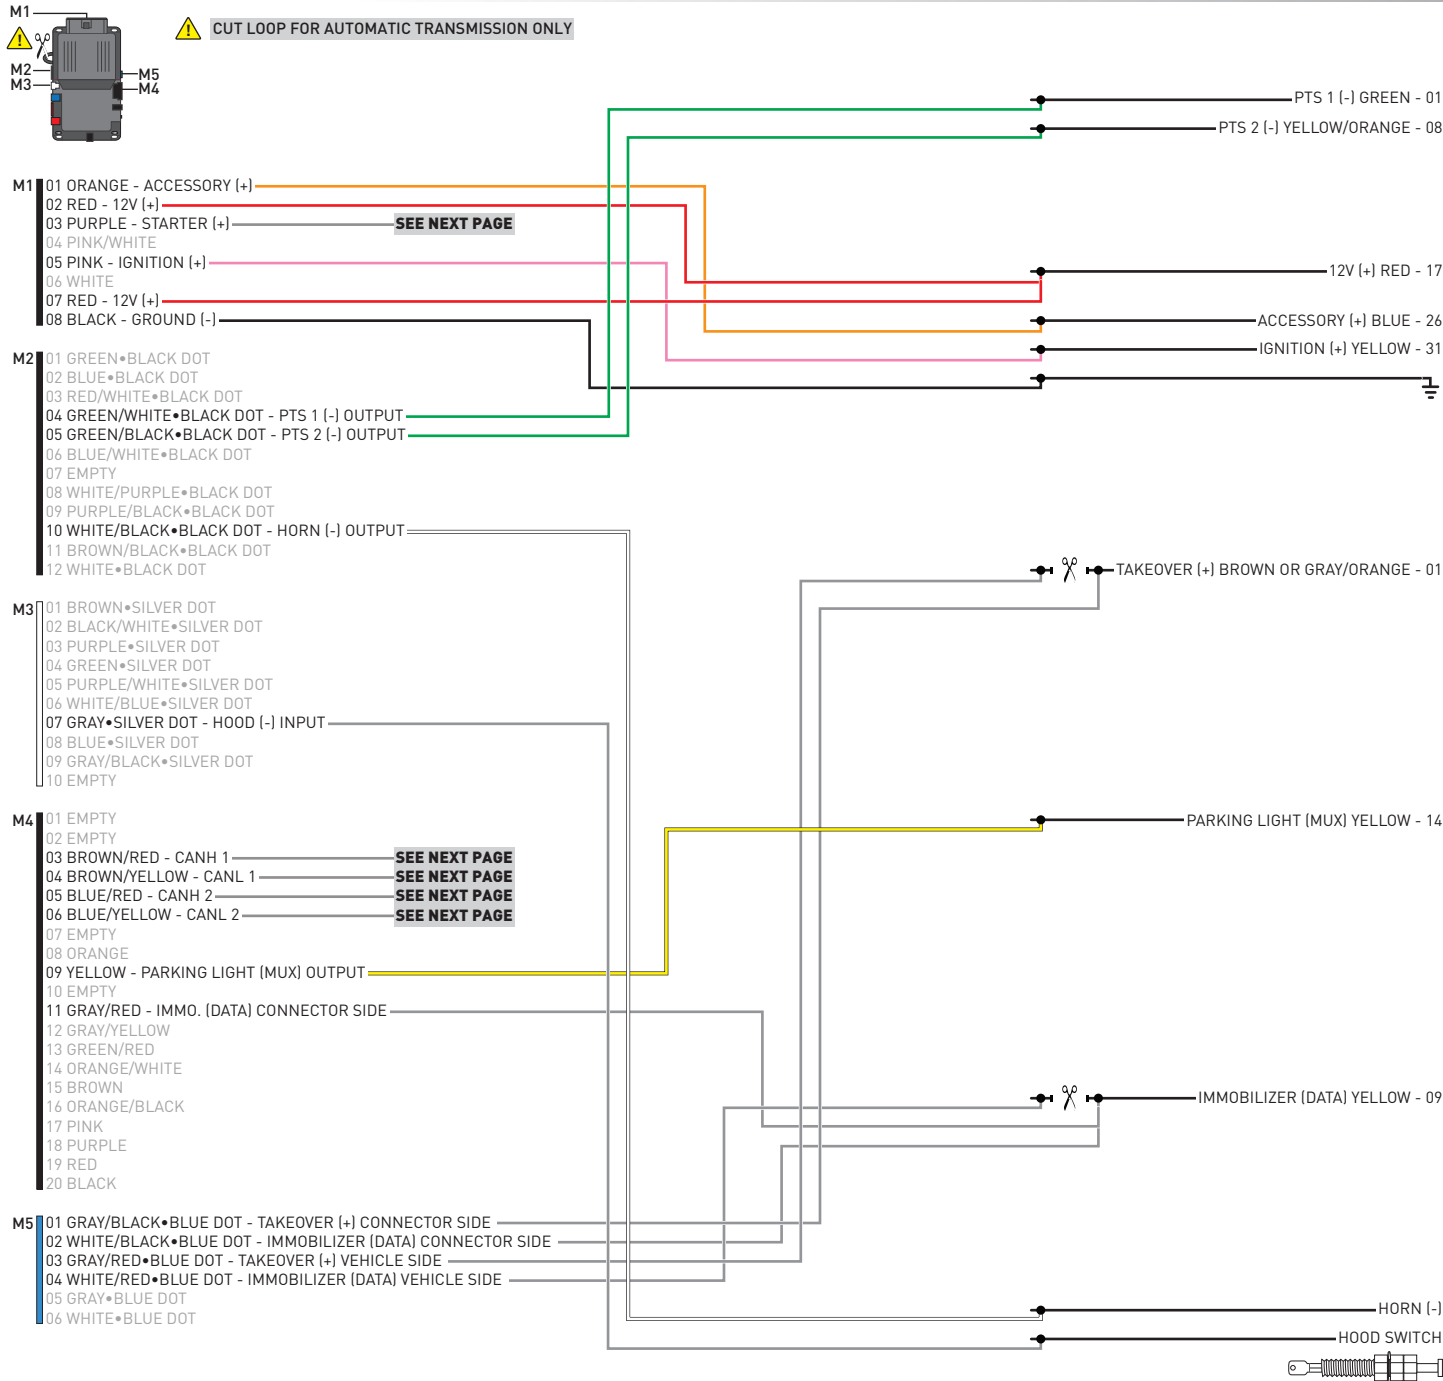 M1
CUT LOOP FOR AUTOMATIC TRANSMISSION ONLY
M2
M3
M5
M4
PTS 1 (-) GREEN - 01
PTS 2 (-) YELLOW/ORANGE - 08
M1
01 ORANGE - ACCESSORY (+)
02 RED - 12V (+)
03 PURPLE - STARTER (+) SEE NEXT PAGE
04 PINK/WHITE
05 PINK - IGNITION (+)
06 WHITE
07 RED - 12V (+)
08 BLACK - GROUND (-)
12V (+) RED - 17
ACCESSORY (+) BLUE - 26
IGNITION (+) YELLOW - 31
M2
01 GREEN•BLACK DOT
02 BLUE•BLACK DOT
03 RED/WHITE•BLACK DOT
04 GREEN/WHITE•BLACK DOT - PTS 1 (-) OUTPUT
05 GREEN/BLACK•BLACK DOT - PTS 2 (-) OUTPUT
06 BLUE/WHITE•BLACK DOT
07 EMPTY
08 WHITE/PURPLE•BLACK DOT
09 PURPLE/BLACK•BLACK DOT
10 WHITE/BLACK•BLACK DOT - HORN (-) OUTPUT
11 BROWN/BLACK•BLACK DOT
12 WHITE•BLACK DOT
TAKEOVER (+) BROWN OR GRAY/ORANGE - 01
M3
01 BROWN•SILVER DOT
02 BLACK/WHITE•SILVER DOT
03 PURPLE•SILVER DOT
04 GREEN•SILVER DOT
05 PURPLE/WHITE•SILVER DOT
06 WHITE/BLUE•SILVER DOT
07 GRAY•SILVER DOT - HOOD (-) INPUT
08 BLUE•SILVER DOT
09 GRAY/BLACK•SILVER DOT
10 EMPTY
M4
01 EMPTY
02 EMPTY
03 BROWN/RED - CANH 1 SEE NEXT PAGE
04 BROWN/YELLOW - CANL 1 SEE NEXT PAGE
05 BLUE/RED - CANH 2 SEE NEXT PAGE
06 BLUE/YELLOW - CANL 2 SEE NEXT PAGE
07 EMPTY
08 ORANGE
09 YELLOW - PARKING LIGHT (MUX) OUTPUT
10 EMPTY
11 GRAY/RED - IMMO. (DATA) CONNECTOR SIDE
12 GRAY/YELLOW
13 GREEN/RED
14 ORANGE/WHITE
15 BROWN
16 ORANGE/BLACK
17 PINK
18 PURPLE
19 RED
20 BLACK
PARKING LIGHT (MUX) YELLOW - 14
IMMOBILIZER (DATA) YELLOW - 09
M5
01 GRAY/BLACK•BLUE DOT - TAKEOVER (+) CONNECTOR SIDE
02 WHITE/BLACK•BLUE DOT - IMMOBILIZER (DATA) CONNECTOR SIDE
03 GRAY/RED•BLUE DOT - TAKEOVER (+) VEHICLE SIDE
04 WHITE/RED•BLUE DOT - IMMOBILIZER (DATA) VEHICLE SIDE
05 GRAY•BLUE DOT
06 WHITE•BLUE DOT
HORN (-)
HOOD SWITCH